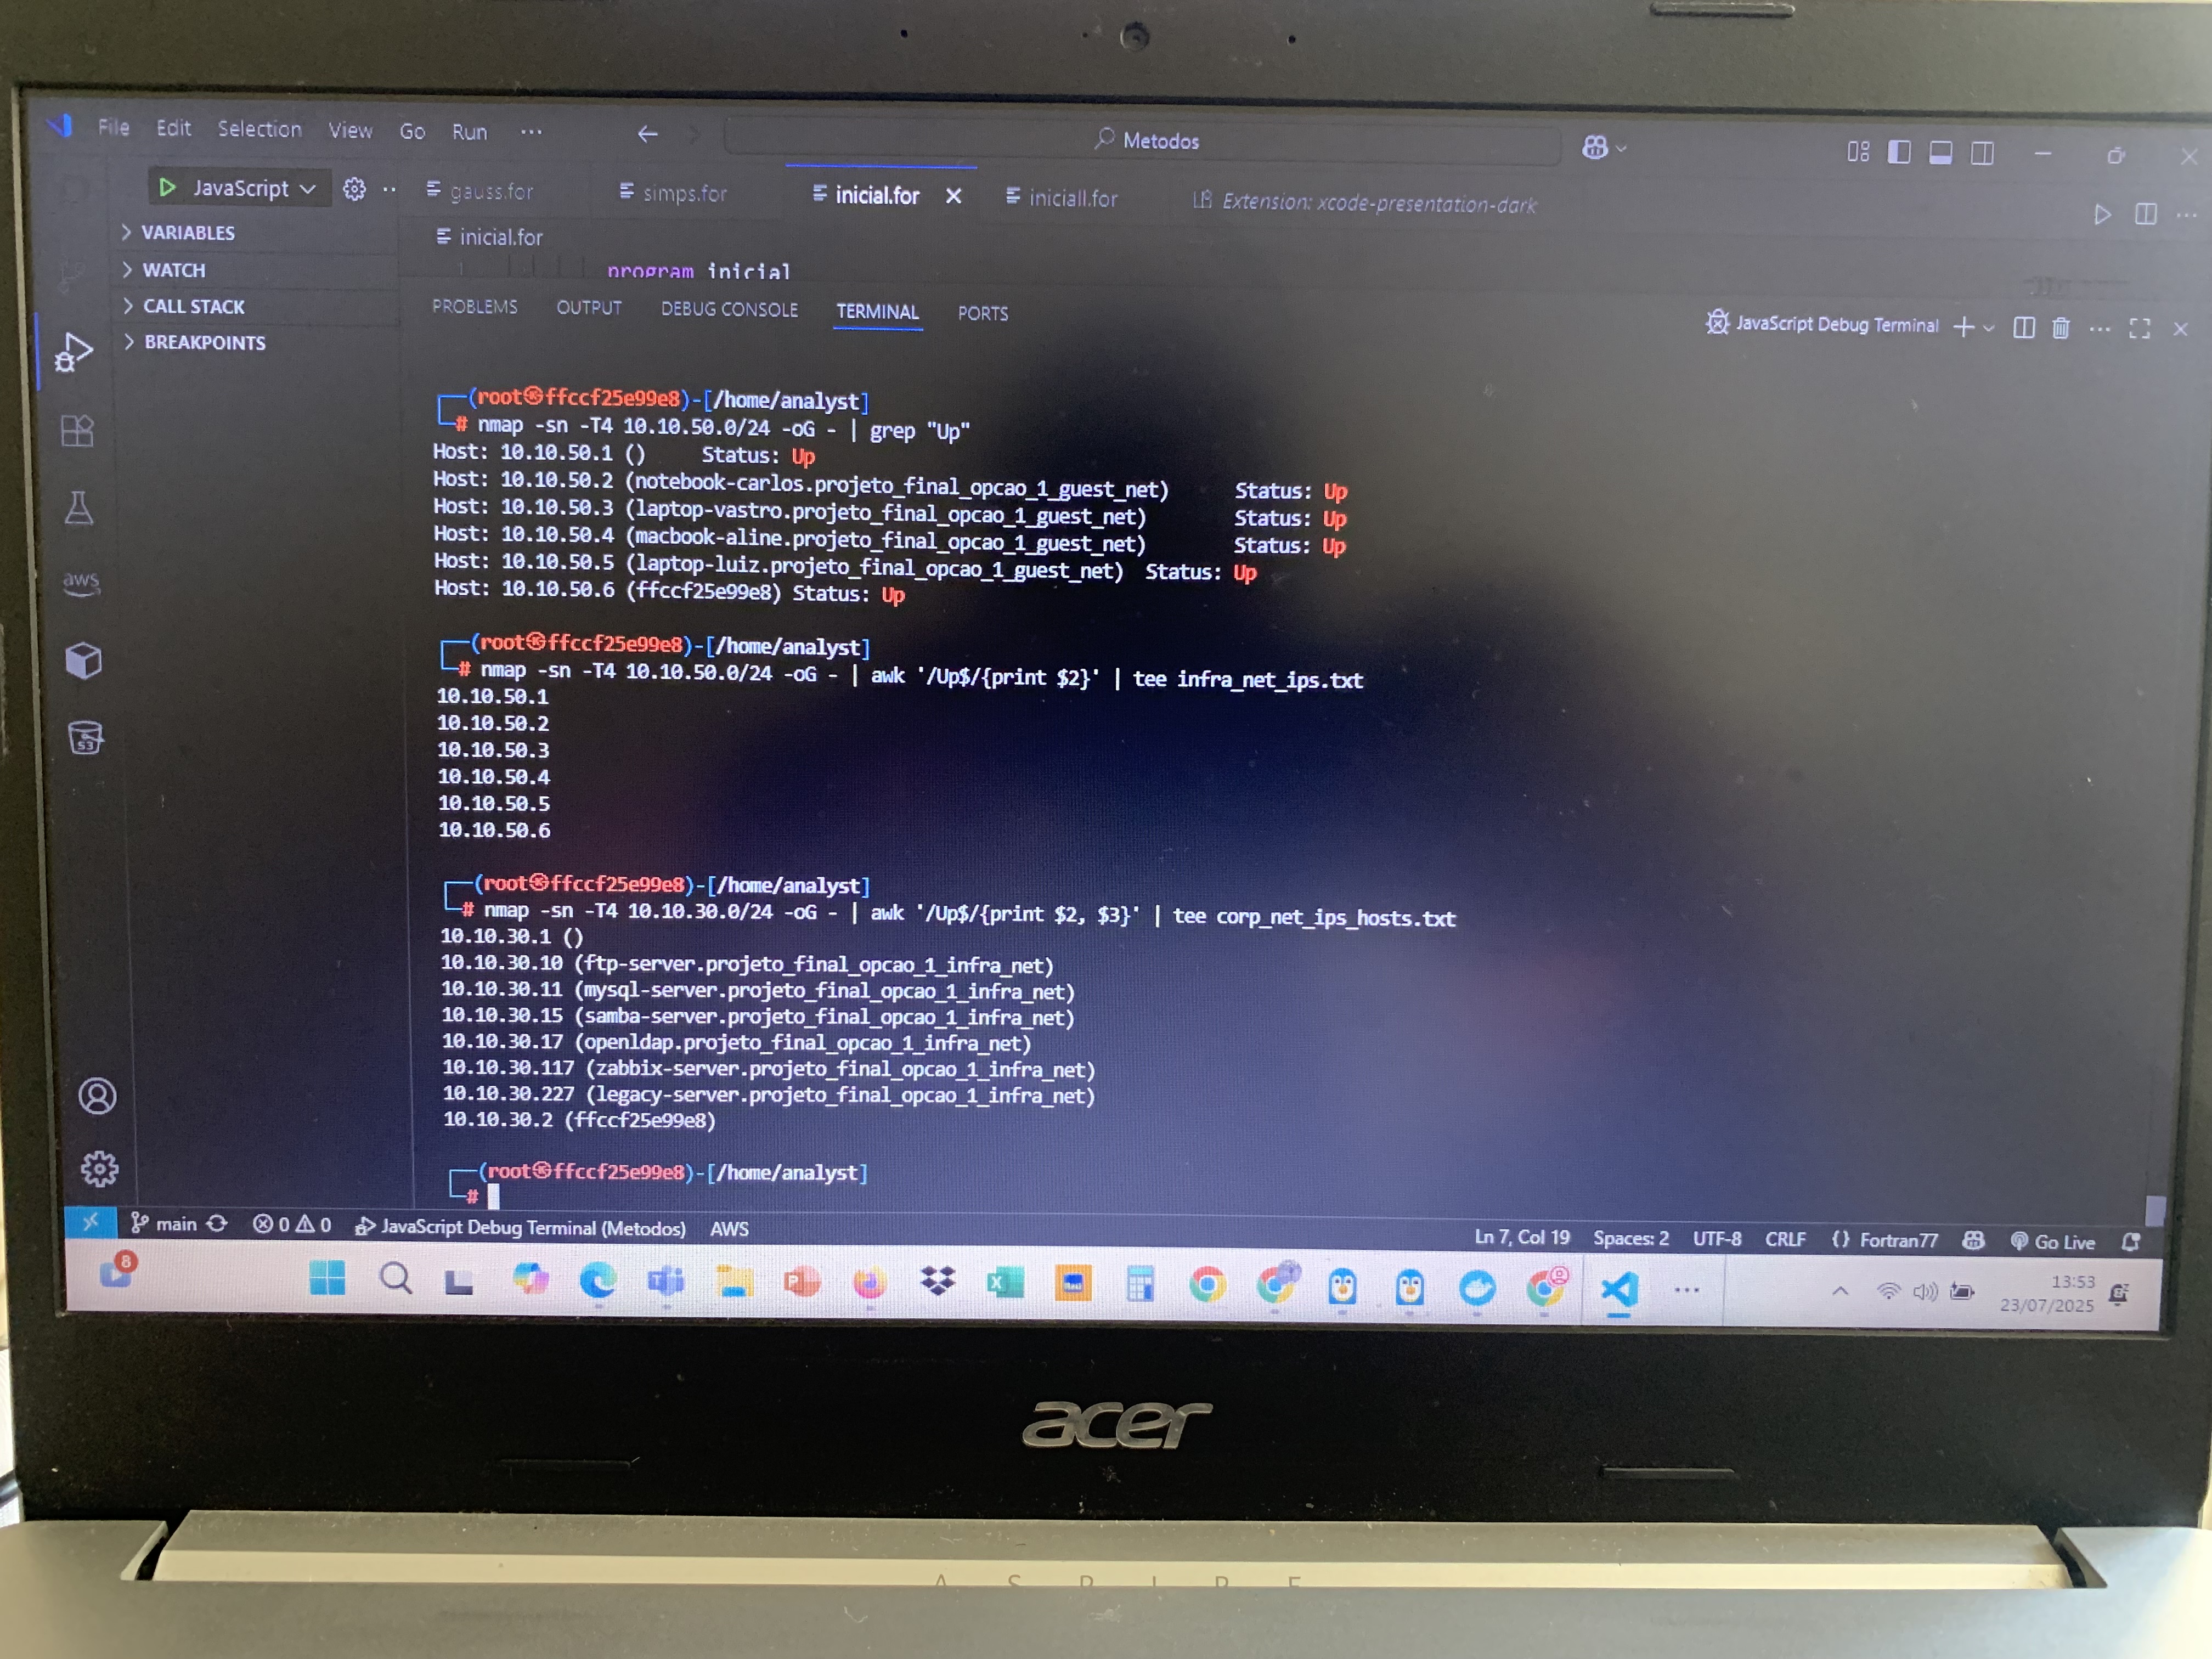 File Edit Selection View Go Run ··· Metodos
JavaScript gauss.for simps.for inicial.for iniciall.for Extension: xcode-presentation-dark
VARIABLES
inicial.for
WATCH
1 program inicial
CALL STACK
PROBLEMS OUTPUT DEBUG CONSOLE TERMINAL PORTS
JavaScript Debug Terminal
BREAKPOINTS
┌──(root㉿ffccf25e99e8)-[/home/analyst]
└─# nmap -sn -T4 10.10.50.0/24 -oG - | grep "Up"
Host: 10.10.50.1 () Status: Up
Host: 10.10.50.2 (notebook-carlos.projeto_final_opcao_1_guest_net) Status: Up
Host: 10.10.50.3 (laptop-vastro.projeto_final_opcao_1_guest_net) Status: Up
Host: 10.10.50.4 (macbook-aline.projeto_final_opcao_1_guest_net) Status: Up
Host: 10.10.50.5 (laptop-luiz.projeto_final_opcao_1_guest_net) Status: Up
Host: 10.10.50.6 (ffccf25e99e8) Status: Up
┌──(root㉿ffccf25e99e8)-[/home/analyst]
└─# nmap -sn -T4 10.10.50.0/24 -oG - | awk '/Up$/{print $2}' | tee infra_net_ips.txt
10.10.50.1
10.10.50.2
10.10.50.3
10.10.50.4
10.10.50.5
10.10.50.6
┌──(root㉿ffccf25e99e8)-[/home/analyst]
└─# nmap -sn -T4 10.10.30.0/24 -oG - | awk '/Up$/{print $2, $3}' | tee corp_net_ips_hosts.txt
10.10.30.1 ()
10.10.30.10 (ftp-server.projeto_final_opcao_1_infra_net)
10.10.30.11 (mysql-server.projeto_final_opcao_1_infra_net)
10.10.30.15 (samba-server.projeto_final_opcao_1_infra_net)
10.10.30.17 (openldap.projeto_final_opcao_1_infra_net)
10.10.30.117 (zabbix-server.projeto_final_opcao_1_infra_net)
10.10.30.227 (legacy-server.projeto_final_opcao_1_infra_net)
10.10.30.2 (ffccf25e99e8)
┌──(root㉿ffccf25e99e8)-[/home/analyst]
└─#
aws
S3
main 0 0 JavaScript Debug Terminal (Metodos) AWS Ln 7, Col 19 Spaces: 2 UTF-8 CRLF {} Fortran77 Go Live
8
13:53
23/07/2025
acer
ASPIRE